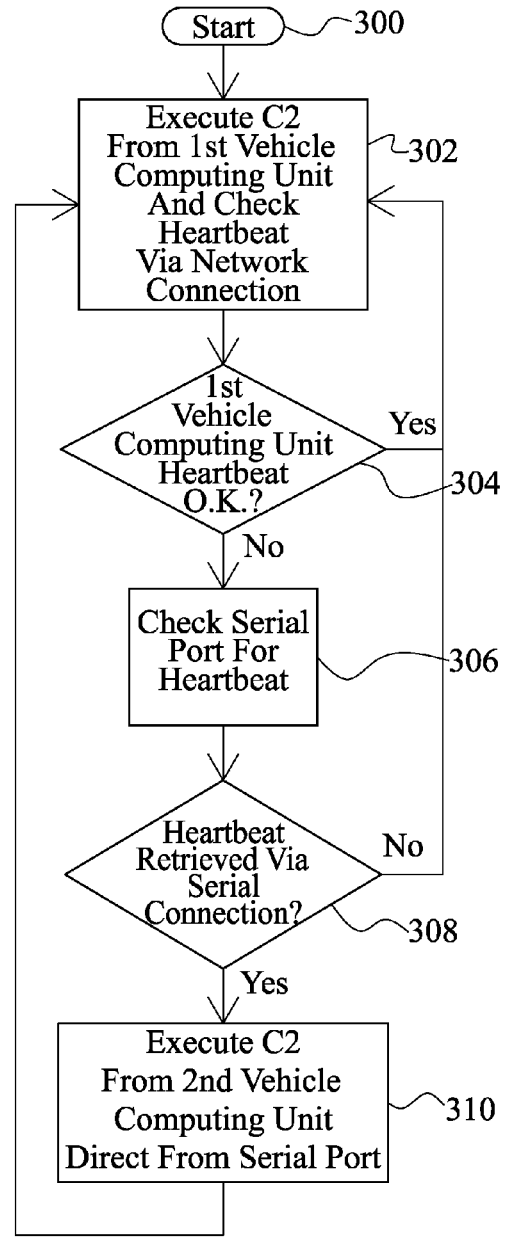 Start
300
Execute C2
From 1st Vehicle
Computing Unit
And Check
Heartbeat
Via Network
Connection
302
1st
Vehicle
Computing Unit
Heartbeat
O.K.?
Yes
304
No
Check Serial
Port For
Heartbeat
306
Heartbeat
Retrieved Via
Serial
Connection?
No
308
Yes
Execute C2
From 2nd Vehicle
Computing Unit
Direct From Serial Port
310